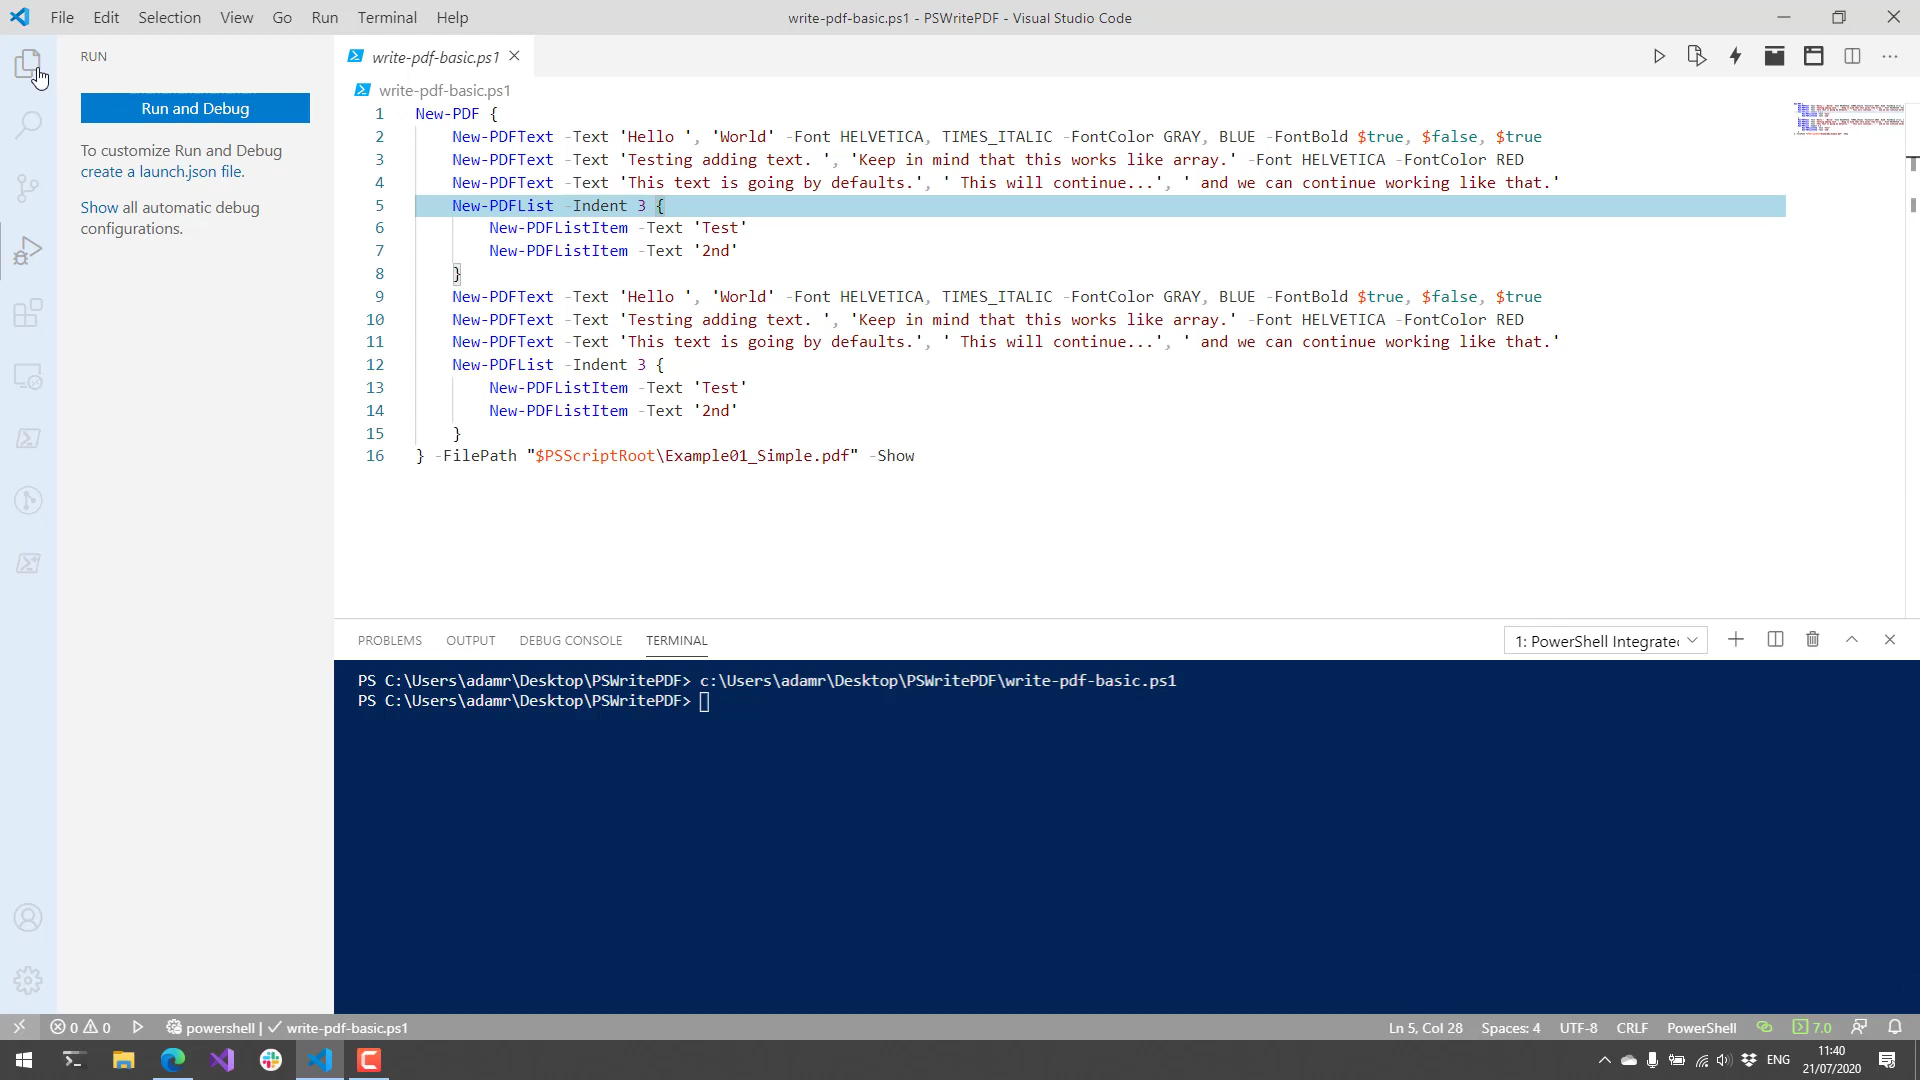 File Edit Selection View Go Run Terminal Help
write-pdf-basic.ps1 - PSWritePDF - Visual Studio Code
RUN
Run and Debug
To customize Run and Debug
create a launch.json file.
Show all automatic debug
configurations.
write-pdf-basic.ps1
write-pdf-basic.ps1
1 New-PDF {
2 New-PDFText -Text 'Hello ', 'World' -Font HELVETICA, TIMES_ITALIC -FontColor GRAY, BLUE -FontBold $true, $false, $true
3 New-PDFText -Text 'Testing adding text. ', 'Keep in mind that this works like array.' -Font HELVETICA -FontColor RED
4 New-PDFText -Text 'This text is going by defaults.', ' This will continue...', ' and we can continue working like that.'
5 New-PDFList -Indent 3 {
6 New-PDFListItem -Text 'Test'
7 New-PDFListItem -Text '2nd'
8 }
9 New-PDFText -Text 'Hello ', 'World' -Font HELVETICA, TIMES_ITALIC -FontColor GRAY, BLUE -FontBold $true, $false, $true
10 New-PDFText -Text 'Testing adding text. ', 'Keep in mind that this works like array.' -Font HELVETICA -FontColor RED
11 New-PDFText -Text 'This text is going by defaults.', ' This will continue...', ' and we can continue working like that.'
12 New-PDFList -Indent 3 {
13 New-PDFListItem -Text 'Test'
14 New-PDFListItem -Text '2nd'
15 }
16 } -FilePath "$PSScriptRoot\Example01_Simple.pdf" -Show
PROBLEMS OUTPUT DEBUG CONSOLE TERMINAL
1: PowerShell Integrate
PS C:\Users\adamr\Desktop\PSWritePDF> c:\Users\adamr\Desktop\PSWritePDF\write-pdf-basic.ps1
PS C:\Users\adamr\Desktop\PSWritePDF>
0 0 powershell | ✓ write-pdf-basic.ps1
Ln 5, Col 28 Spaces: 4 UTF-8 CRLF PowerShell 7.0
ENG
11:40
21/07/2020